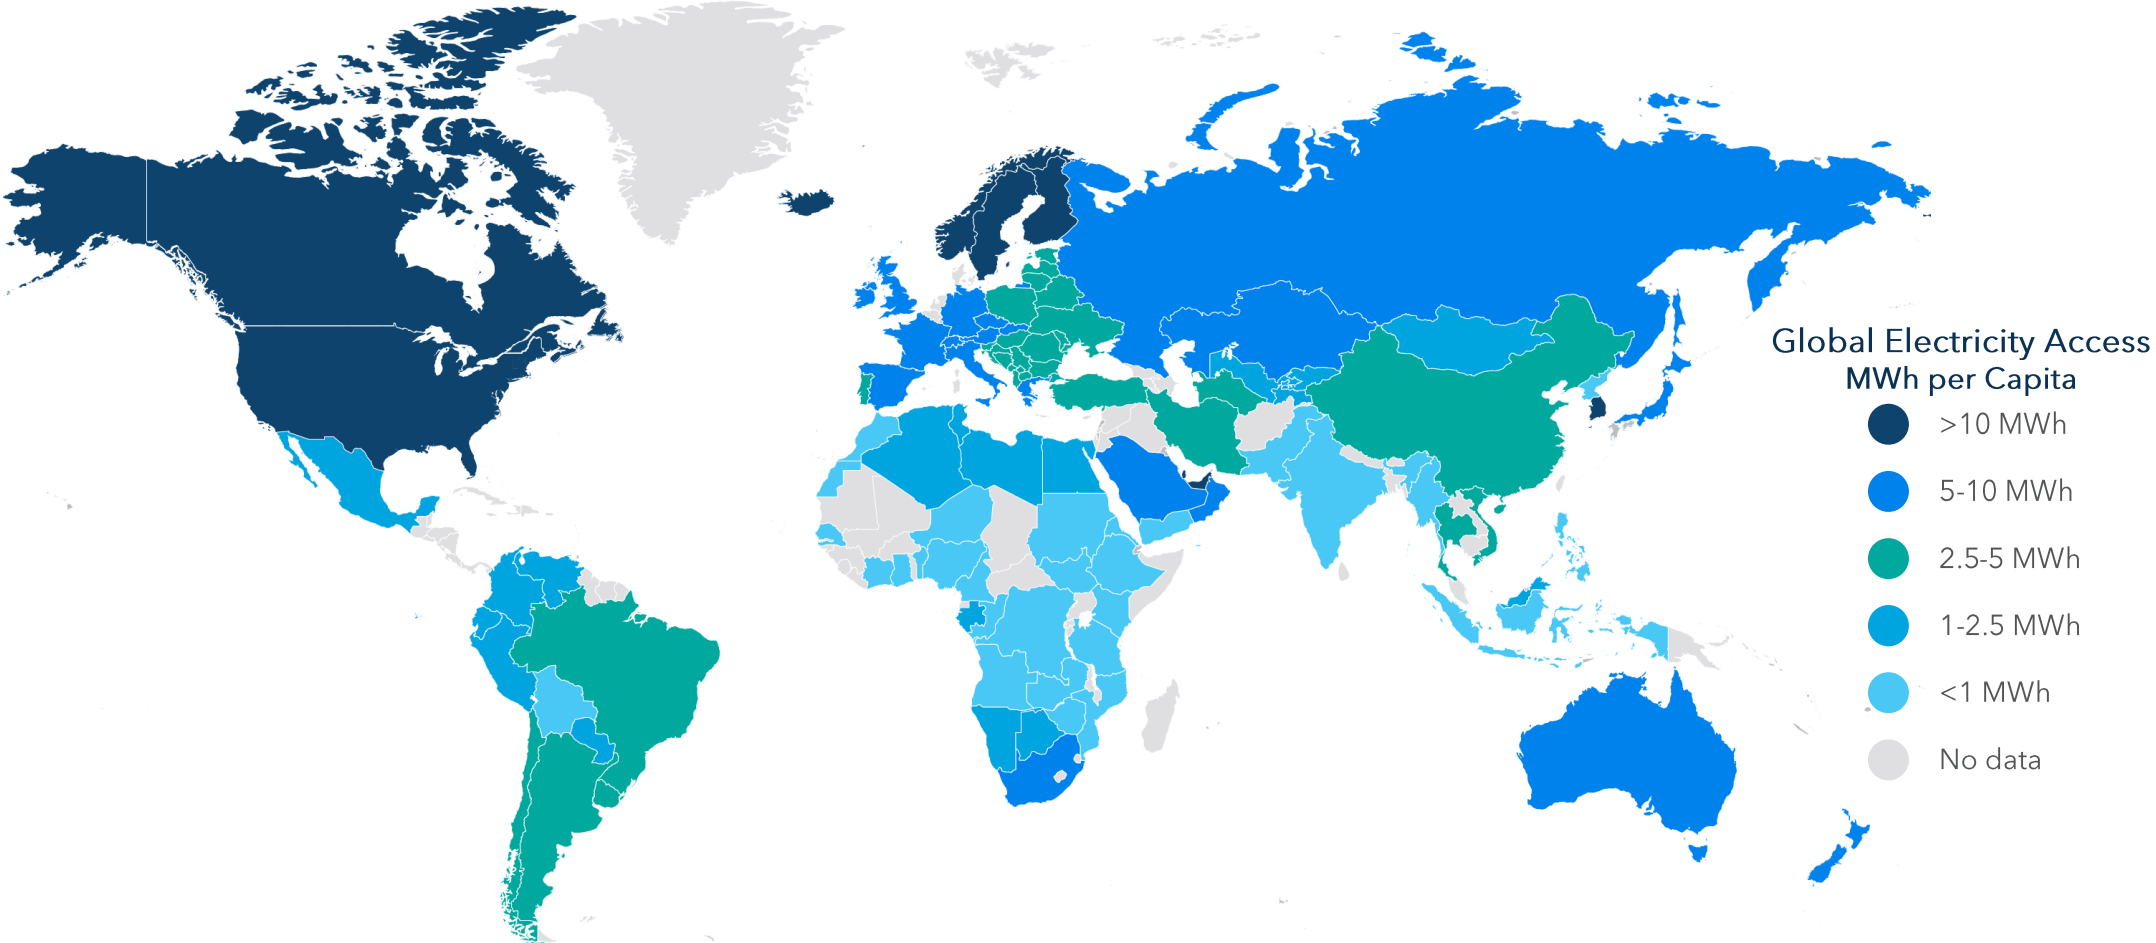 Global Electricity Access
MWh per Capita
>10 MWh
5-10 MWh
2.5-5 MWh
1-2.5 MWh
<1 MWh
No data